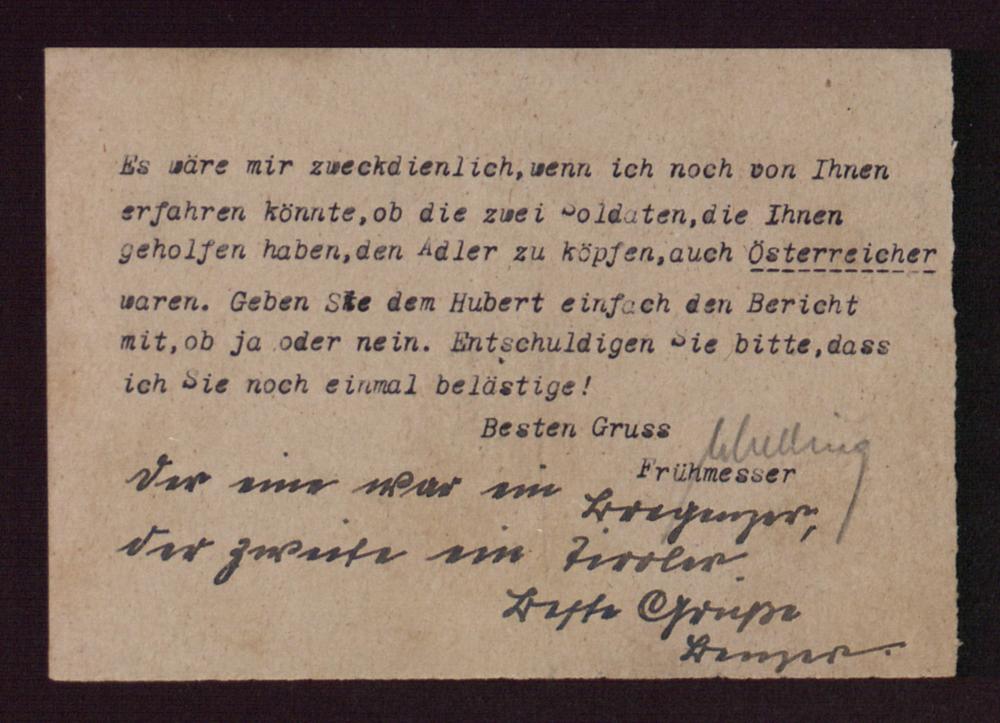 Es wäre mir zweckdienlich,wenn ich noch von Ihnen
erfahren könnte,ob die zwei Soldaten,die Ihnen
geholfen haben,den Adler zu köpfen,auch Österreicher
waren. Geben Sie dem Hubert einfach den Bericht
mit,ob ja oder nein. Entschuldigen Sie bitte,dass
ich Sie noch einmal belästige!
Besten Gruss
Schelling
Frühmesser
Der eine war ein Bregenzer,
der zweite ein Tiroler.
Beste Grüße